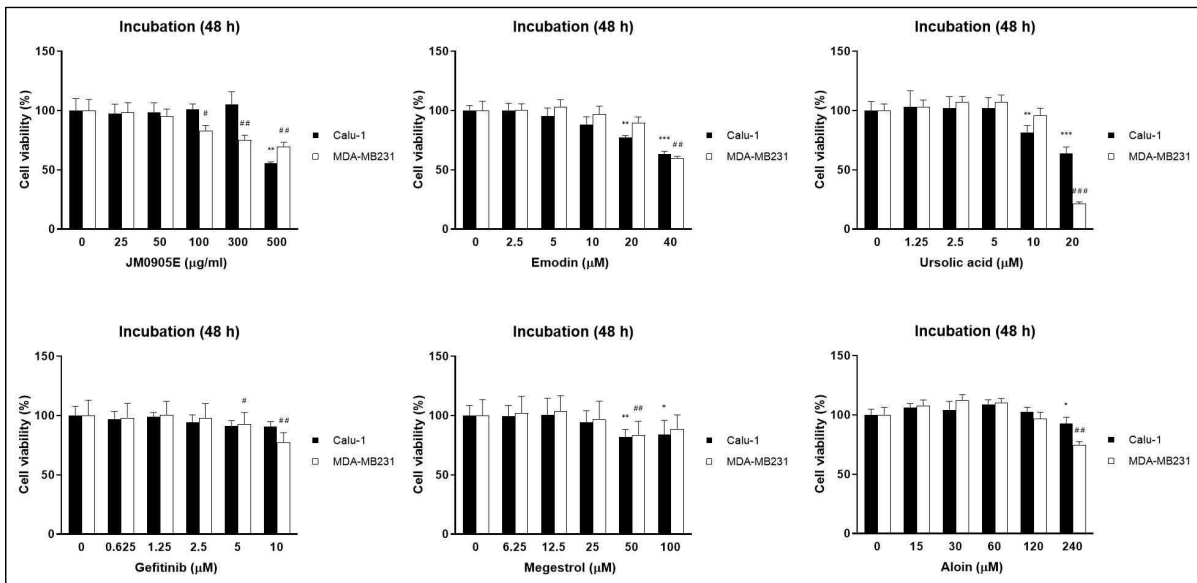 Incubation (48 h)
Cell viability (%)
150
100
50
0
# ## ** ##
Calu-1
MDA-MB231
0 25 50 100 300 500
JM0905E (μg/ml)
Incubation (48 h)
Cell viability (%)
150
100
50
0
** *** ##
Calu-1
MDA-MB231
0 2.5 5 10 20 40
Emodin (μM)
Incubation (48 h)
Cell viability (%)
150
100
50
0
** *** ###
Calu-1
MDA-MB231
0 1.25 2.5 5 10 20
Ursolic acid (μM)
Incubation (48 h)
Cell viability (%)
150
100
50
0
# ##
Calu-1
MDA-MB231
0 0.625 1.25 2.5 5 10
Gefitinib (μM)
Incubation (48 h)
Cell viability (%)
150
100
50
0
** ## *
Calu-1
MDA-MB231
0 6.25 12.5 25 50 100
Megestrol (μM)
Incubation (48 h)
Cell viability (%)
150
100
50
0
* ##
Calu-1
MDA-MB231
0 15 30 60 120 240
Aloin (μM)